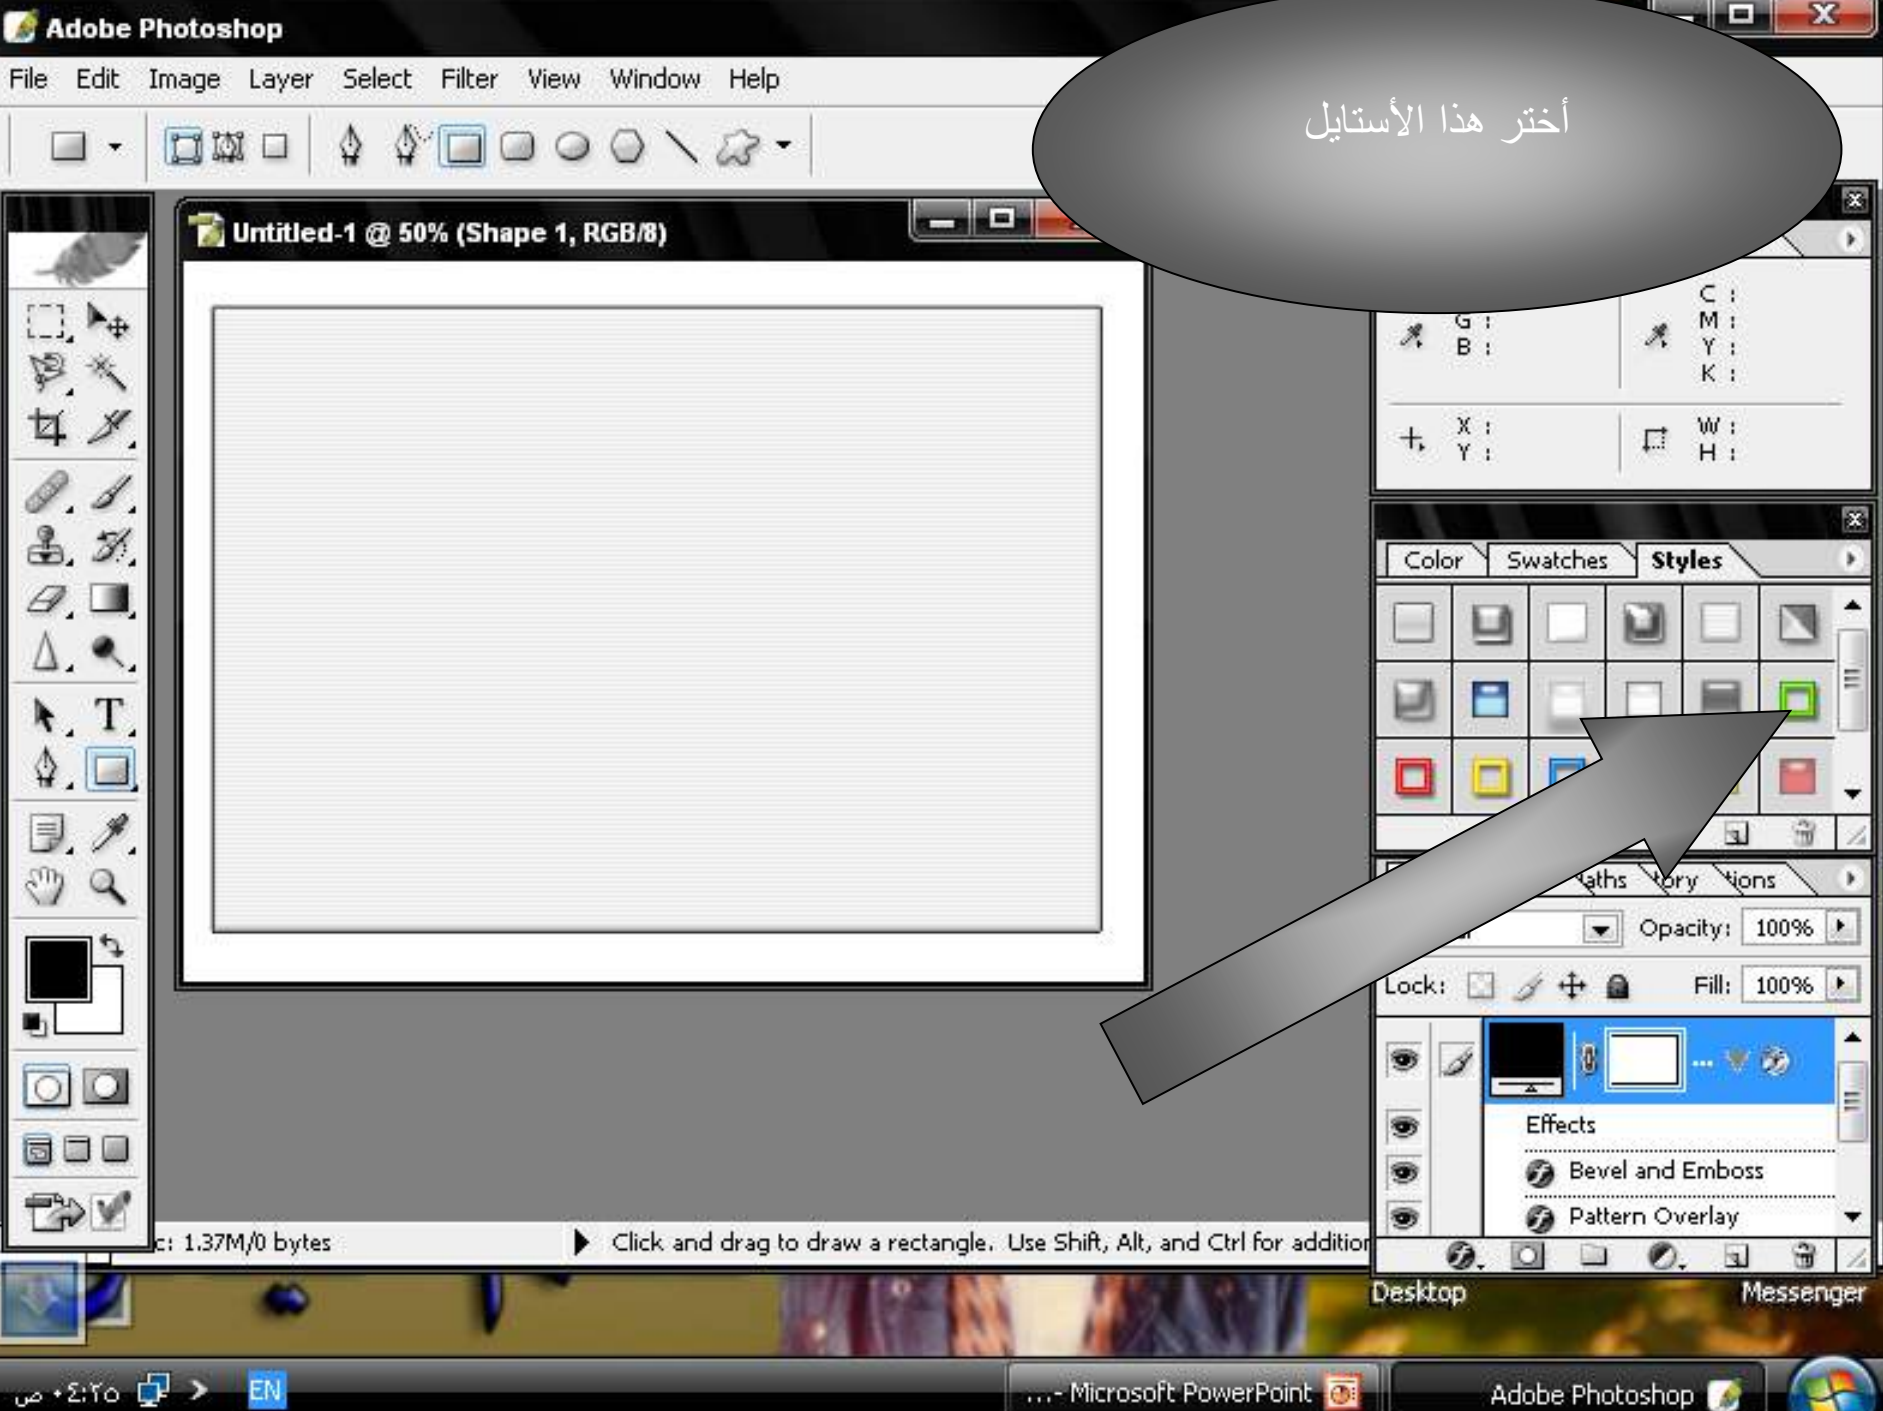 Adobe Photoshop
File Edit Image Layer Select Filter View Window Help
أختر هذا الأستايل
Untitled-1 @ 50% (Shape 1, RGB/8)
G :
B :
C :
M :
Y :
K :
X :
Y :
W :
H :
Color Swatches Styles
Opacity: 100%
Lock: Fill: 100%
...
Effects
Bevel and Emboss
Pattern Overlay
T
c: 1.37M/0 bytes
Click and drag to draw a rectangle. Use Shift, Alt, and Ctrl for addition
Desktop
Messenger
٠٤:٢٥ ص
EN
...- Microsoft PowerPoint
Adobe Photoshop